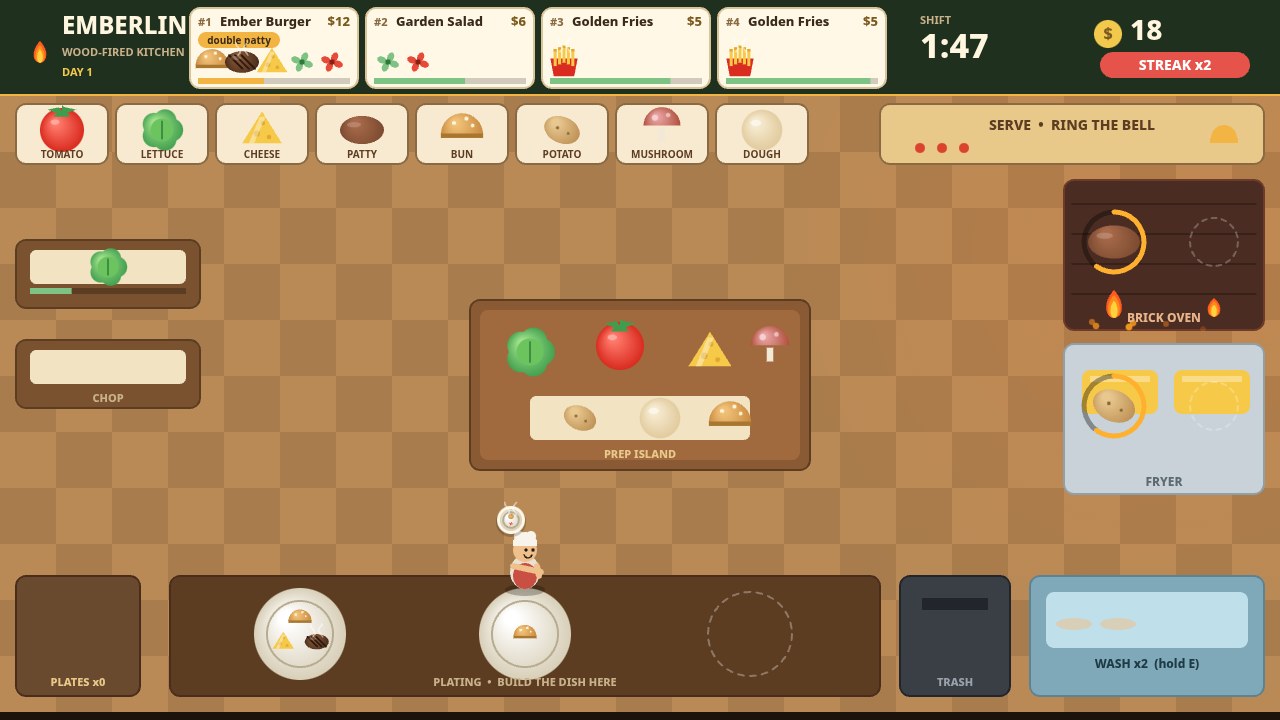 EMBERLIN
WOOD-FIRED KITCHEN
DAY 1
#1 Ember Burger $12
double natty
#2 Garden Salad $6
#3 Golden Fries $5
#4 Golden Fries $5
SHIFT
1:47
$ 18
STREAK x2
TOMATO
LETTUCE
CHEESE
PATTY
BUN
POTATO
MUSHROOM
DOUGH
SERVE • RING THE BELL
BRICK OVEN
CHOP
PREP ISLAND
FRYER
PLATES x0
PLATING • BUILD THE DISH HERE
TRASH
WASH x2 (hold E)